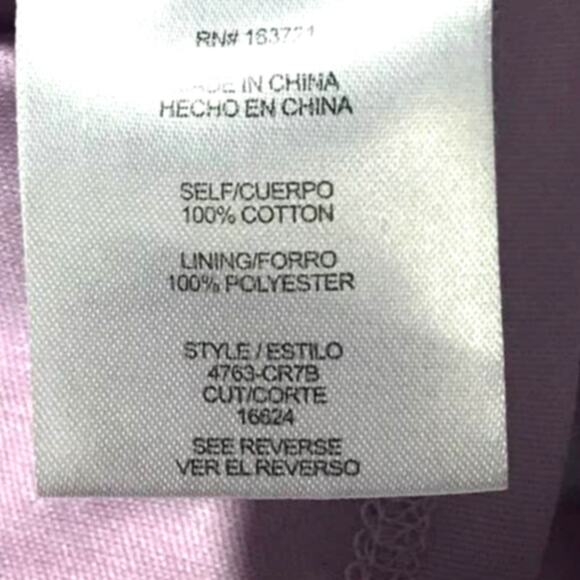 RN# 163721
MADE IN CHINA
HECHO EN CHINA
SELF/CUERPO
100% COTTON
LINING/FORRO
100% POLYESTER
STYLE / ESTILO
4763-CR7B
CUT/CORTE
16624
SEE REVERSE
VER EL REVERSO